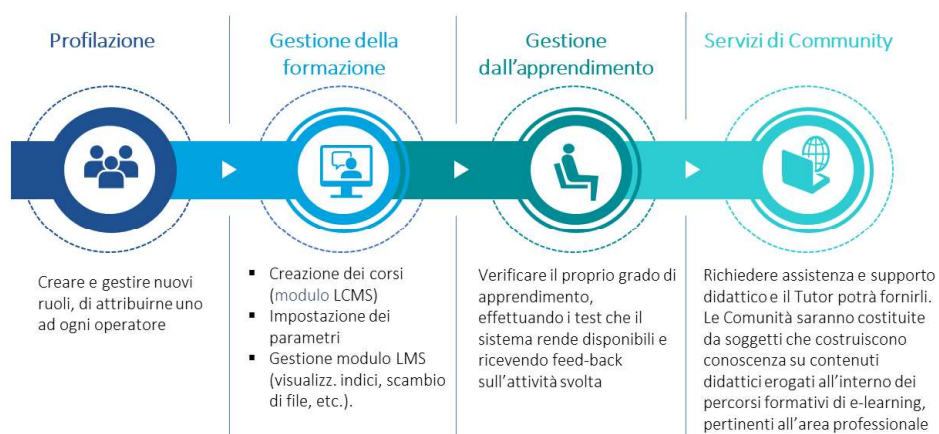 Profilazione
Creare e gestire nuovi
ruoli, di attribuirne uno
ad ogni operatore
Gestione della
formazione
▪ Creazione dei corsi
(modulo LCMS)
▪ Impostazione dei
parametri
▪ Gestione modulo LMS
(visualizz. indici, scambio
di file, etc.).
Gestione
dall’apprendimento
Verificare il proprio grado di
apprendimento,
effettuando i test che il
sistema rende disponibili e
ricevendo feed-back
sull’attività svolta
Servizi di Community
Richiedere assistenza e supporto
didattico e il Tutor potrà fornirli.
Le Comunità saranno costituite
da soggetti che costruiscono
conoscenza su contenuti
didattici erogati all’interno dei
percorsi formativi di e-learning,
pertinenti all’area professionale